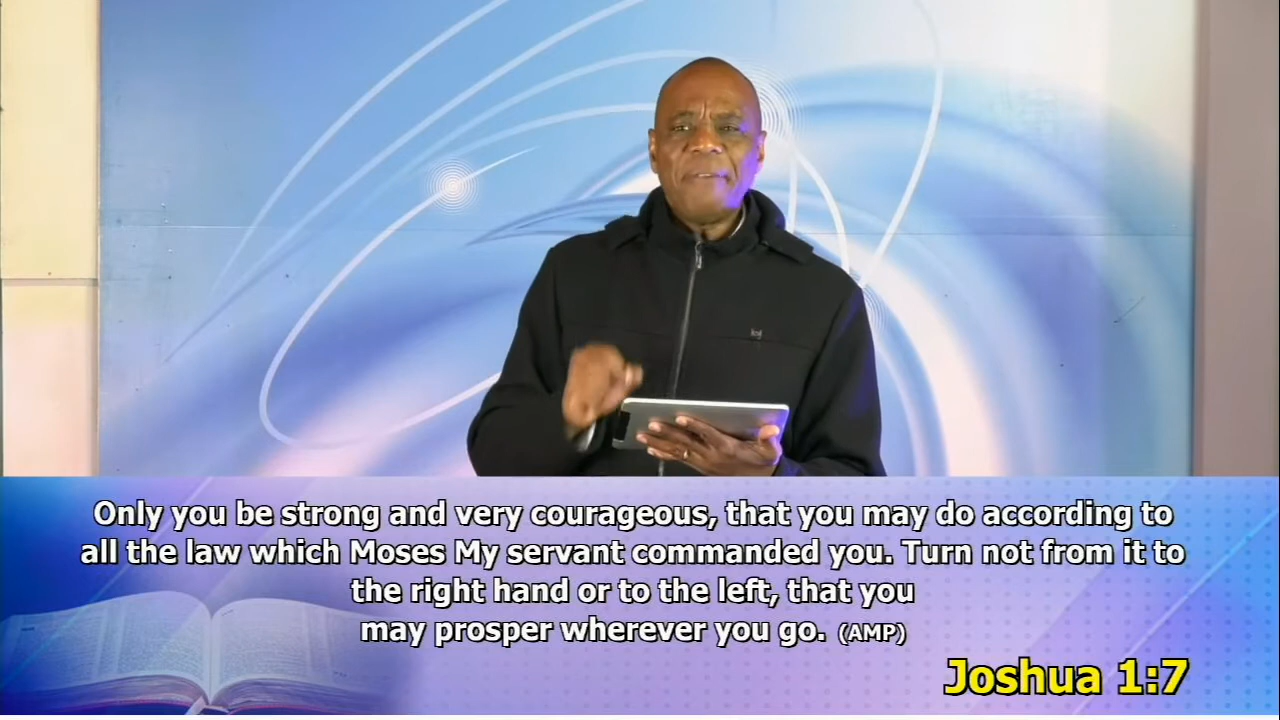 Only you be strong and very courageous, that you may do according to
all the law which Moses My servant commanded you. Turn not from it to
the right hand or to the left, that you
may prosper wherever you go. (AMP)
Joshua 1:7